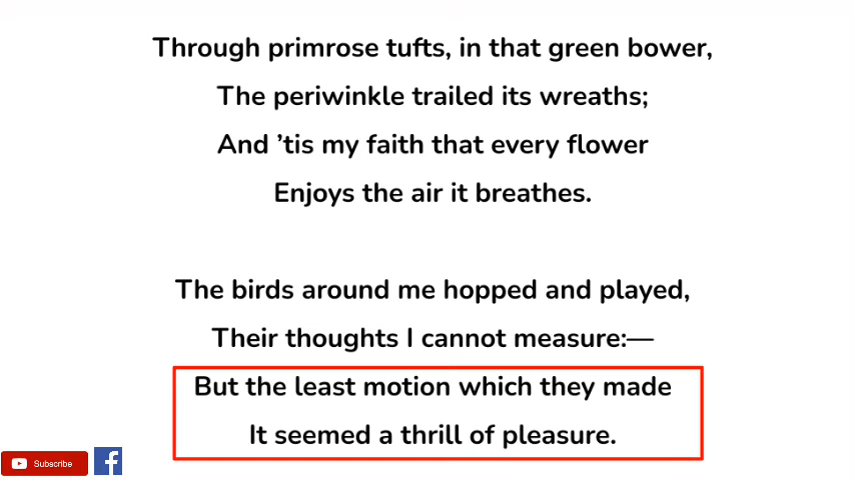 Through primrose tufts, in that green bower,
The periwinkle trailed its wreaths;
And ’tis my faith that every flower
Enjoys the air it breathes.
The birds around me hopped and played,
Their thoughts I cannot measure:—
But the least motion which they made
It seemed a thrill of pleasure.
Subscribe